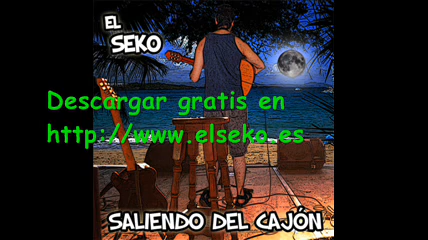 EL
SEKO
Descargar gratis en
http://www.elseko.es
SALIENDO DEL CAJÓN